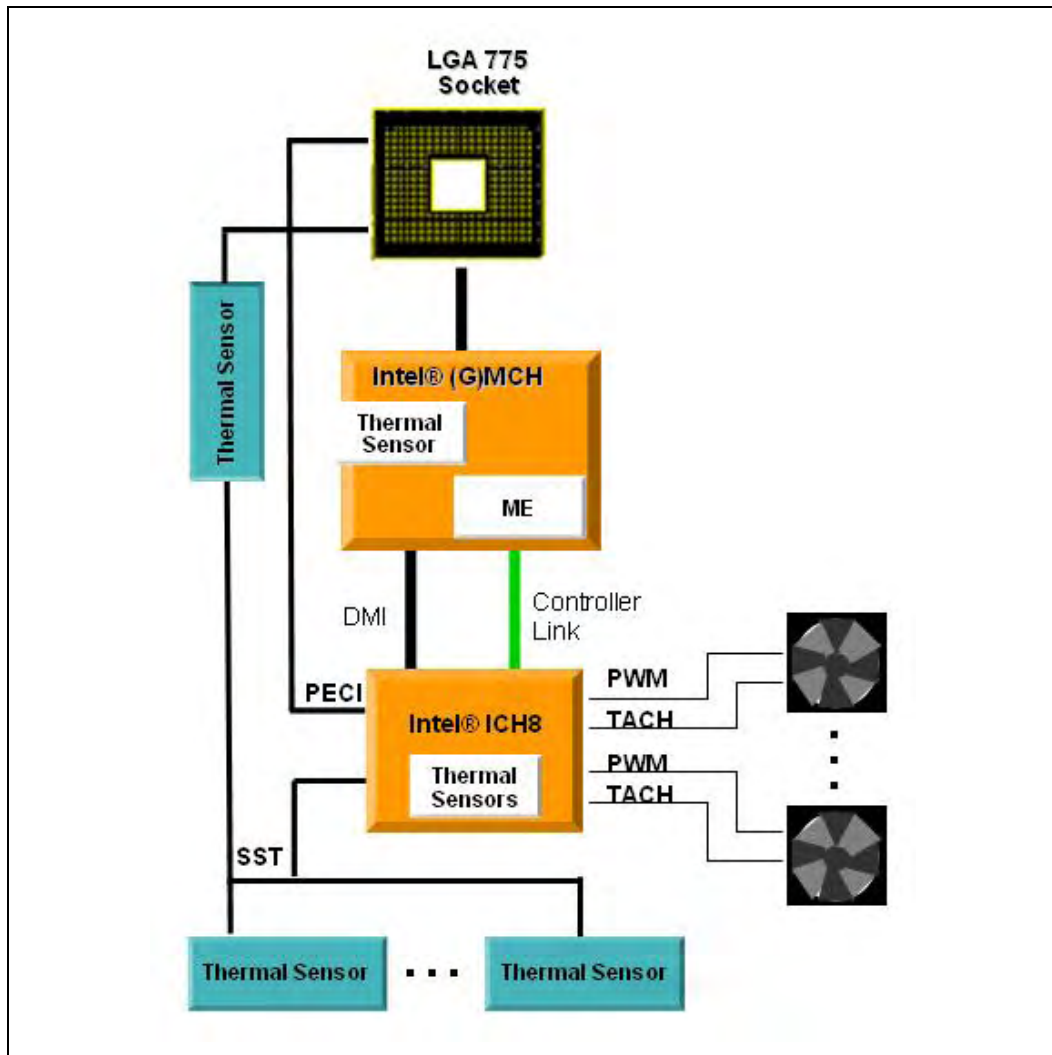 LGA 775
Socket
Thermal Sensor
Intel® (G)MCH
Thermal
Sensor
ME
DMI
Controller
Link
PECI
Intel® ICH8
Thermal
Sensors
PWM
TACH
PWM
TACH
SST
Thermal Sensor
Thermal Sensor